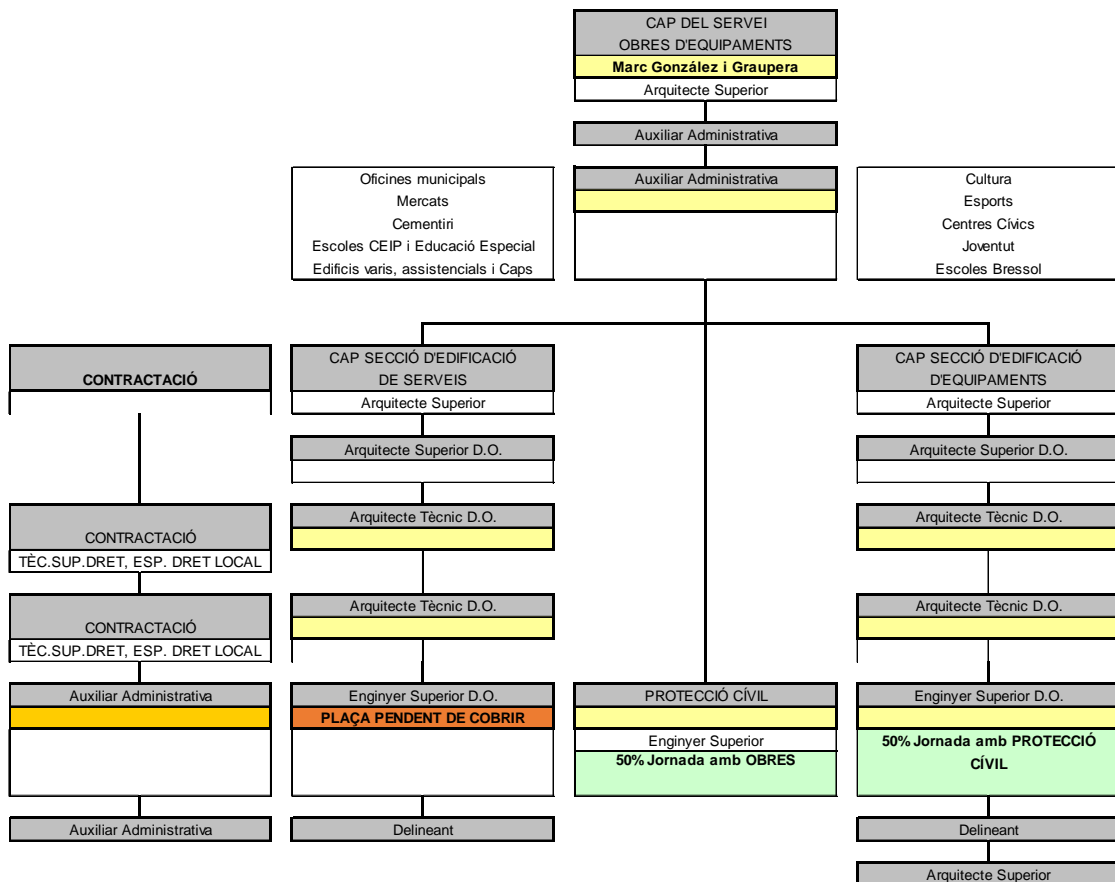 CAP DEL SERVEI
OBRES D'EQUIPAMENTS
Marc González i Graupera
Arquitecte Superior
Auxiliar Administrativa
Oficines municipals
Mercats
Cementiri
Escoles CEIP i Educació Especial
Edificis varis, assistencials i Caps
Auxiliar Administrativa
Cultura
Esports
Centres Cívics
Joventut
Escoles Bressol
CONTRACTACIÓ
CONTRACTACIÓ
TÈC.SUP.DRET, ESP. DRET LOCAL
CONTRACTACIÓ
TÈC.SUP.DRET, ESP. DRET LOCAL
Auxiliar Administrativa
Auxiliar Administrativa
CAP SECCIÓ D'EDIFICACIÓ
DE SERVEIS
Arquitecte Superior
Arquitecte Superior D.O.
Arquitecte Tècnic D.O.
Arquitecte Tècnic D.O.
Enginyer Superior D.O.
PLAÇA PENDENT DE COBRIR
Delineant
PROTECCIÓ CÍVIL
Enginyer Superior
50% Jornada amb OBRES
CAP SECCIÓ D'EDIFICACIÓ
D'EQUIPAMENTS
Arquitecte Superior
Arquitecte Superior D.O.
Arquitecte Tècnic D.O.
Arquitecte Tècnic D.O.
Enginyer Superior D.O.
50% Jornada amb PROTECCIÓ
CÍVIL
Delineant
Arquitecte Superior